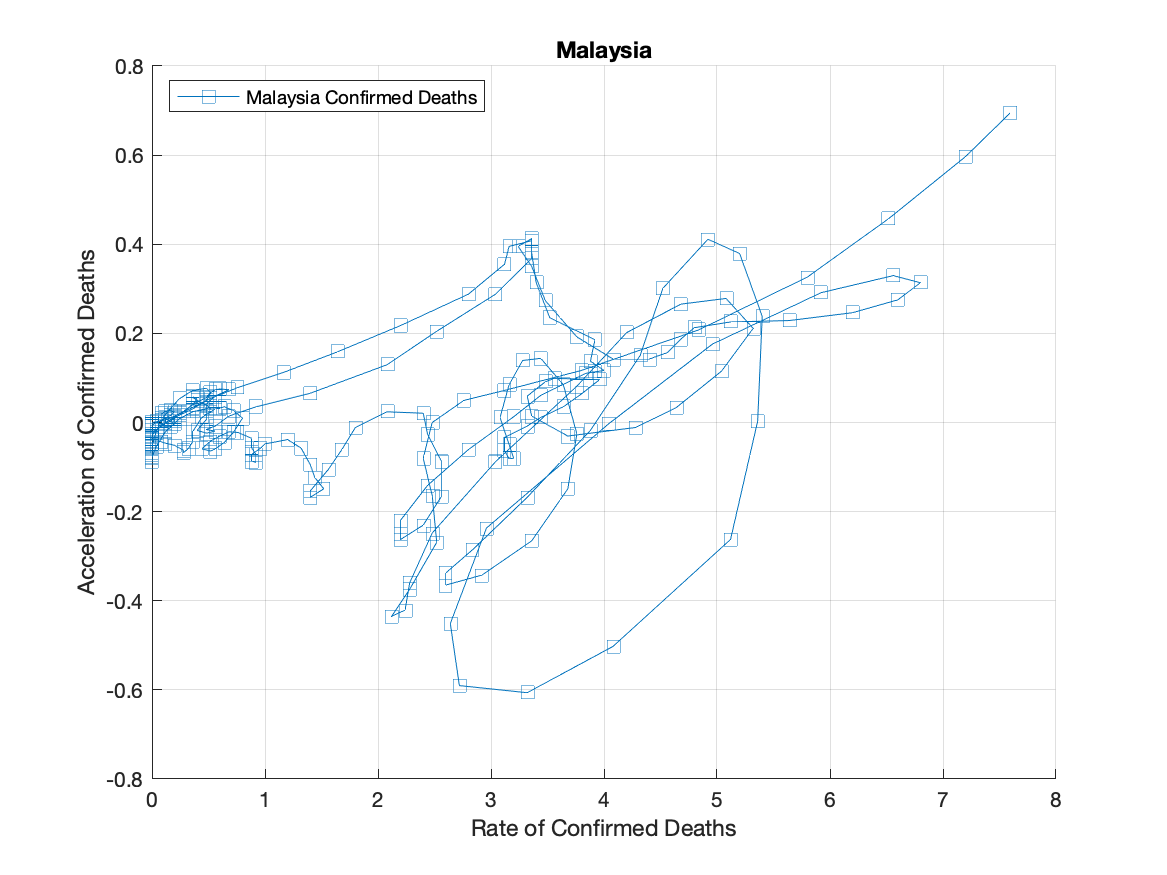 Malaysia
Malaysia Confirmed Deaths
0.8
0.6
0.4
0.2
0
-0.2
-0.4
-0.6
-0.8
Acceleration of Confirmed Deaths
0 1 2 3 4 5 6 7 8
Rate of Confirmed Deaths